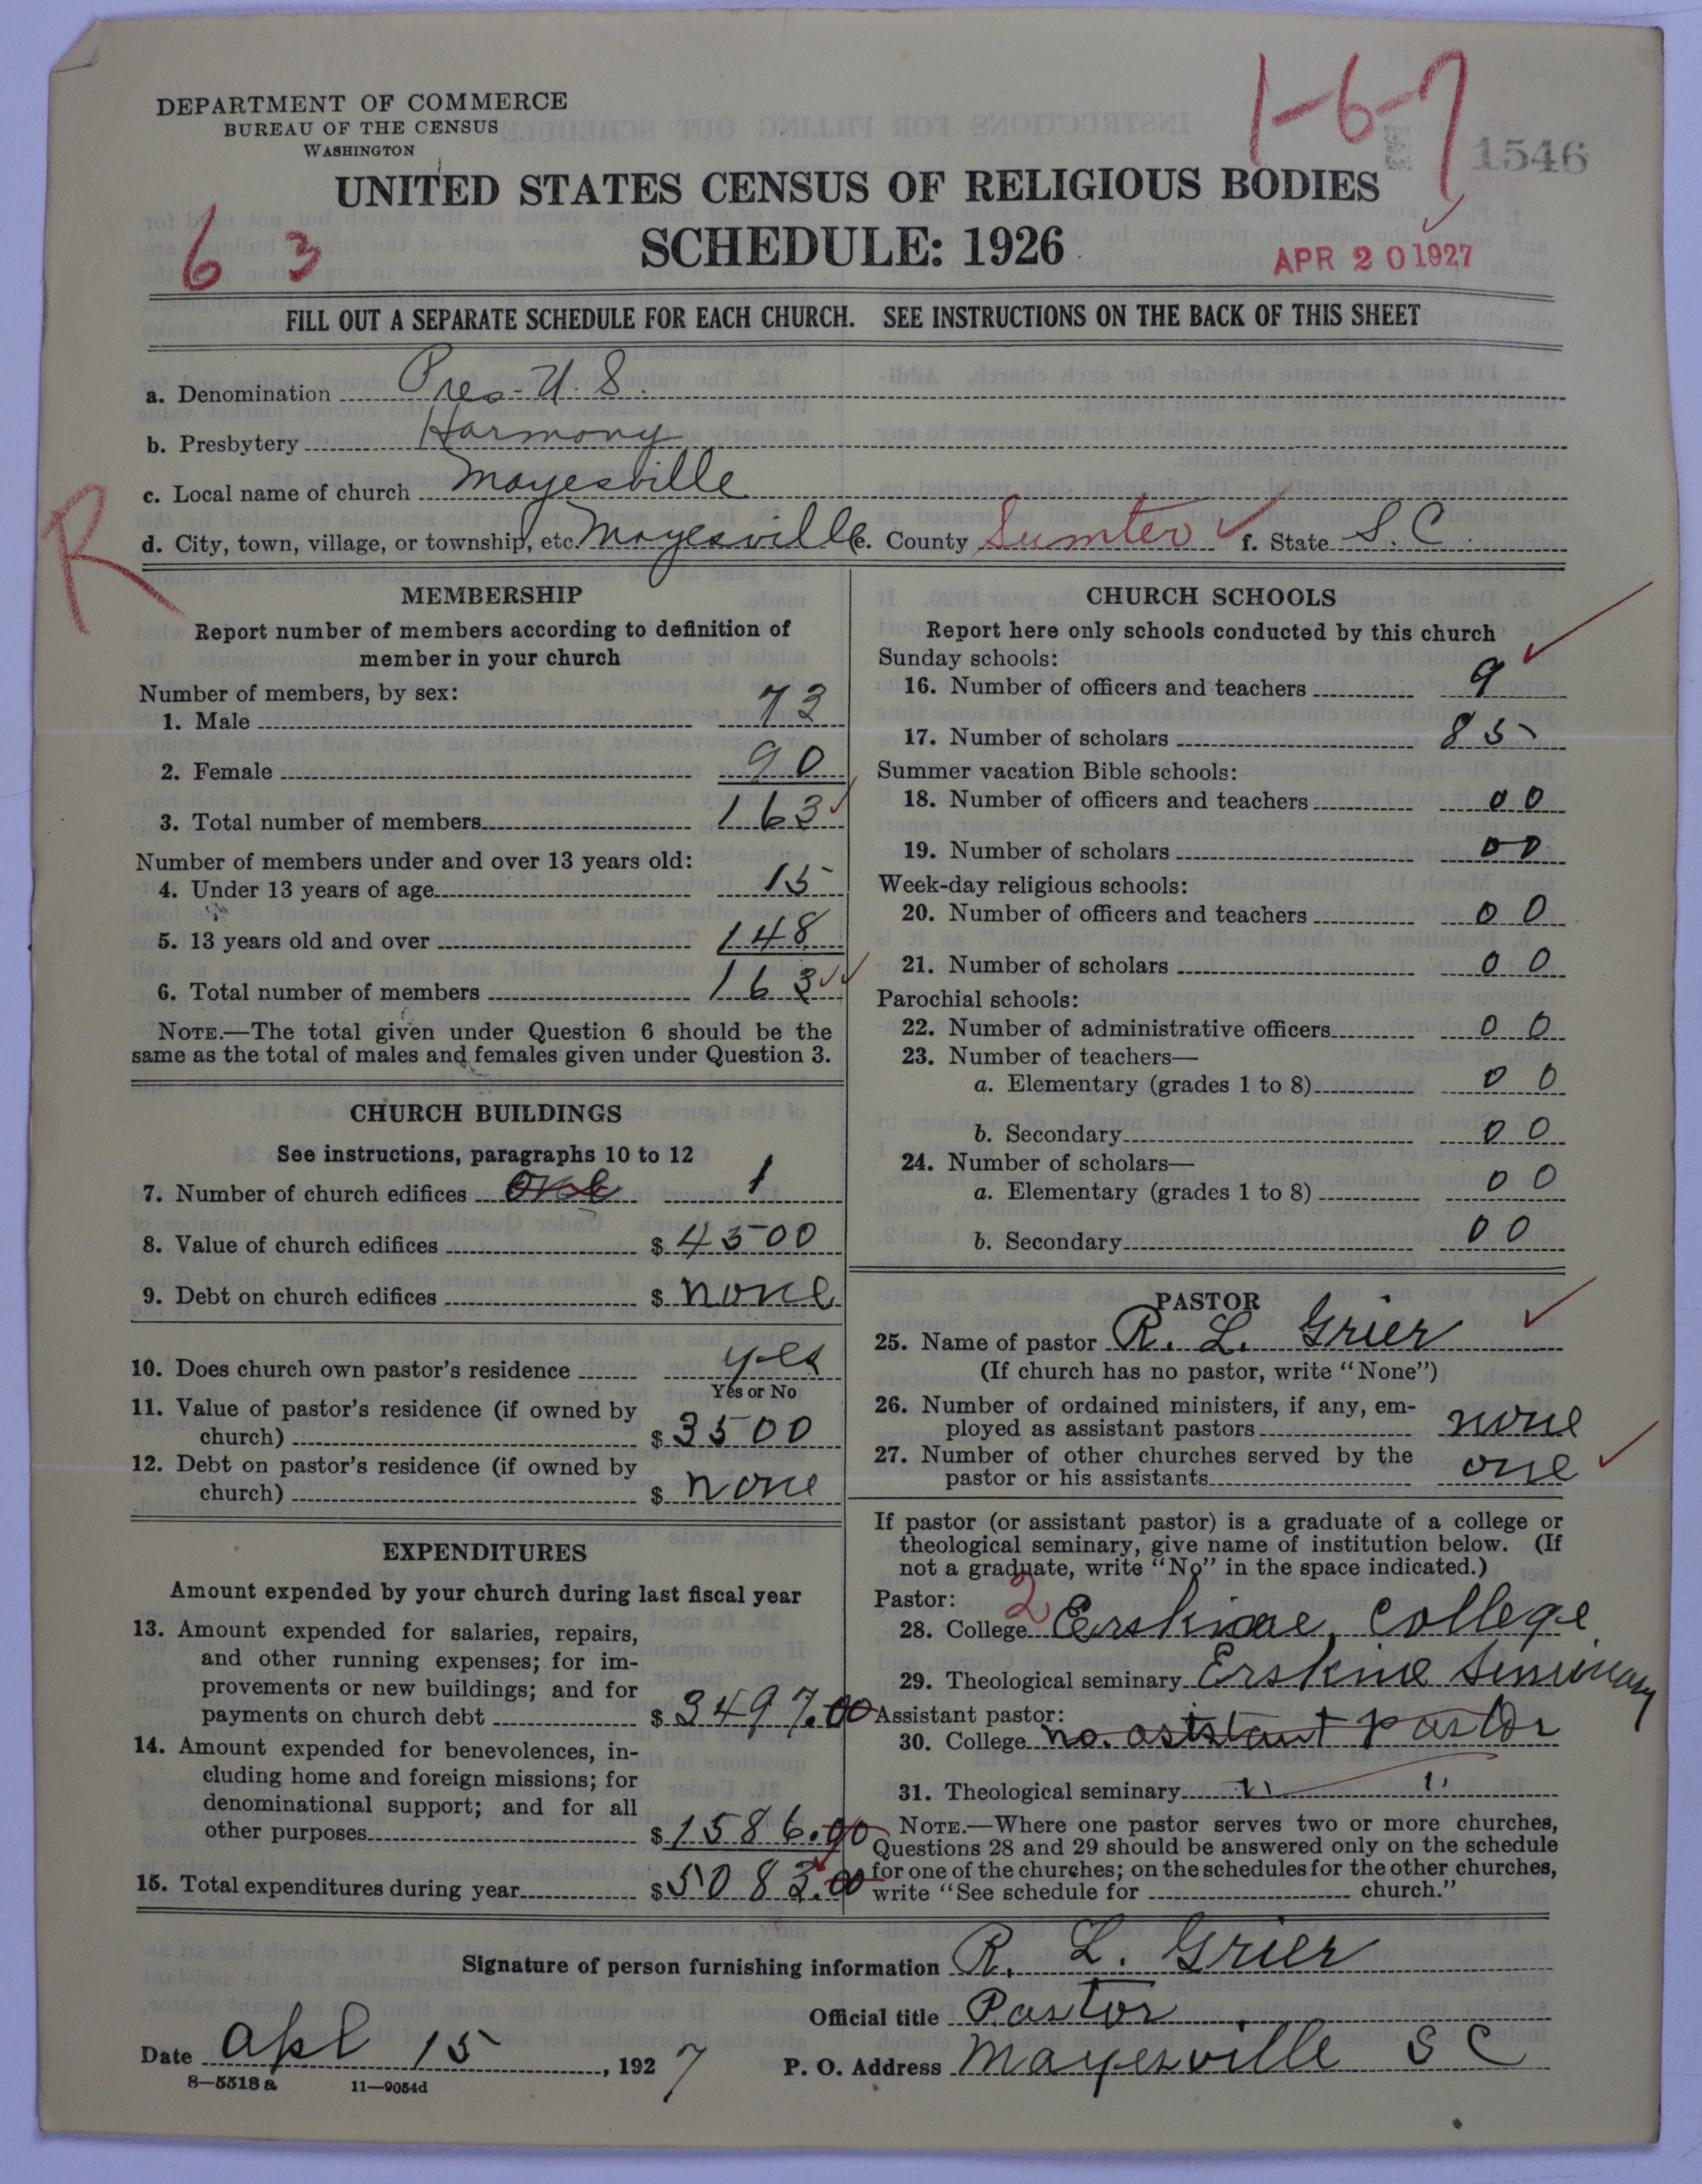 DEPARTMENT OF COMMERCE
BUREAU OF THE CENSUS
WASHINGTON
1-6-7
1546
UNITED STATES CENSUS OF RELIGIOUS BODIES
SCHEDULE: 1926
6 3
APR 20 1927
FILL OUT A SEPARATE SCHEDULE FOR EACH CHURCH. SEE INSTRUCTIONS ON THE BACK OF THIS SHEET
a. Denomination Pres. U.S.
b. Presbytery Harmony
c. Local name of church Mayesville
R
d. City, town, village, or township, etc. Mayesville e. County Sumter f. State S.C.
MEMBERSHIP
Report number of members according to definition of
member in your church
Number of members, by sex:
1. Male 73
2. Female 90
3. Total number of members 163
Number of members under and over 13 years old:
4. Under 13 years of age 15
5. 13 years old and over 148
6. Total number of members 163
NOTE.—The total given under Question 6 should be the
same as the total of males and females given under Question 3.
CHURCH BUILDINGS
See instructions, paragraphs 10 to 12
7. Number of church edifices one 1
8. Value of church edifices $ 4500
9. Debt on church edifices $ none
10. Does church own pastor's residence yes
Yes or No
11. Value of pastor's residence (if owned by
church) $ 3500
12. Debt on pastor's residence (if owned by
church) $ none
EXPENDITURES
Amount expended by your church during last fiscal year
13. Amount expended for salaries, repairs,
and other running expenses; for im-
provements or new buildings; and for
payments on church debt $ 3497.00
14. Amount expended for benevolences, in-
cluding home and foreign missions; for
denominational support; and for all
other purposes $ 1586.00
15. Total expenditures during year $ 5083.00
CHURCH SCHOOLS
Report here only schools conducted by this church
Sunday schools:
16. Number of officers and teachers 9
17. Number of scholars 85
Summer vacation Bible schools:
18. Number of officers and teachers 00
19. Number of scholars 00
Week-day religious schools:
20. Number of officers and teachers 00
21. Number of scholars 00
Parochial schools:
22. Number of administrative officers 00
23. Number of teachers—
a. Elementary (grades 1 to 8) 00
b. Secondary 00
24. Number of scholars—
a. Elementary (grades 1 to 8) 00
b. Secondary 00
PASTOR
25. Name of pastor R. L. Grier
(If church has no pastor, write "None")
26. Number of ordained ministers, if any, em-
ployed as assistant pastors none
27. Number of other churches served by the
pastor or his assistants one
If pastor (or assistant pastor) is a graduate of a college or
theological seminary, give name of institution below. (If
not a graduate, write "No" in the space indicated.)
Pastor: 2
28. College Erskine College
29. Theological seminary Erskine Seminary
Assistant pastor:
30. College no. asistant pastor
31. Theological seminary " "
NOTE.—Where one pastor serves two or more churches,
Questions 28 and 29 should be answered only on the schedule
for one of the churches; on the schedules for the other churches,
write "See schedule for church."
Signature of person furnishing information R. L. Grier
Official title Pastor
Date Apl 15, 1927 P. O. Address Mayesville S C
8—5518 a 11—9054d